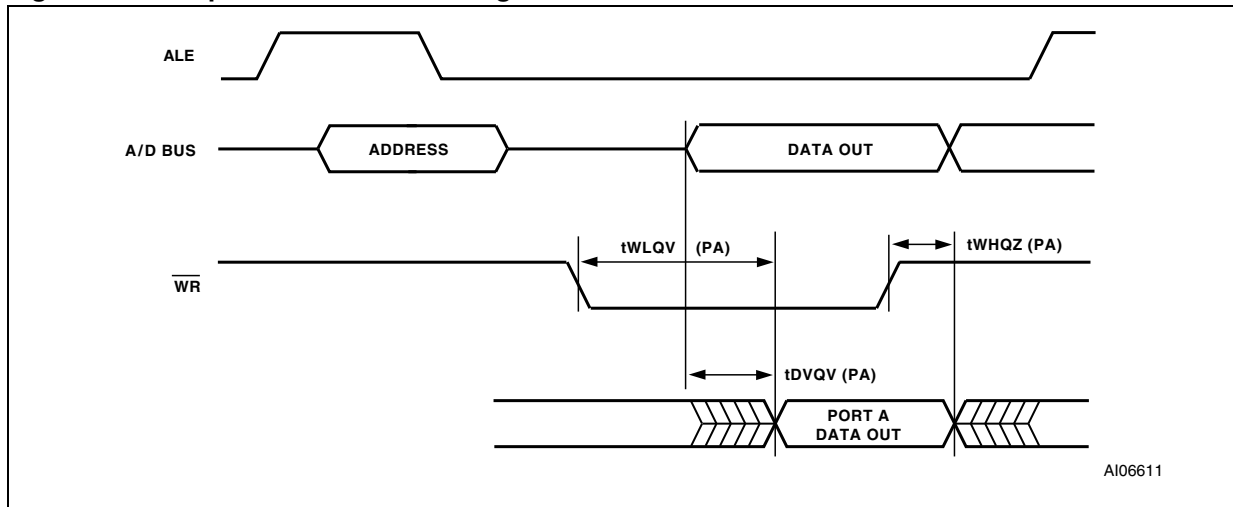 ALE
A/D BUS
ADDRESS
DATA OUT
tWLQV (PA)
tWHQZ (PA)
WR
tDVQV (PA)
PORT A
DATA OUT
AI06611